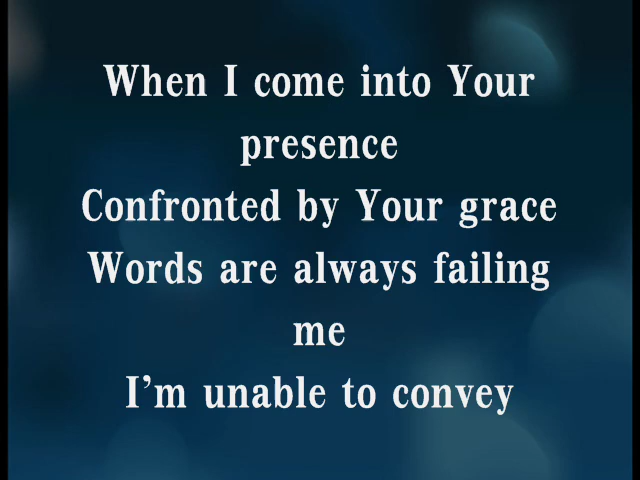 When I come into Your
presence
Confronted by Your grace
Words are always failing
me
I'm unable to convey